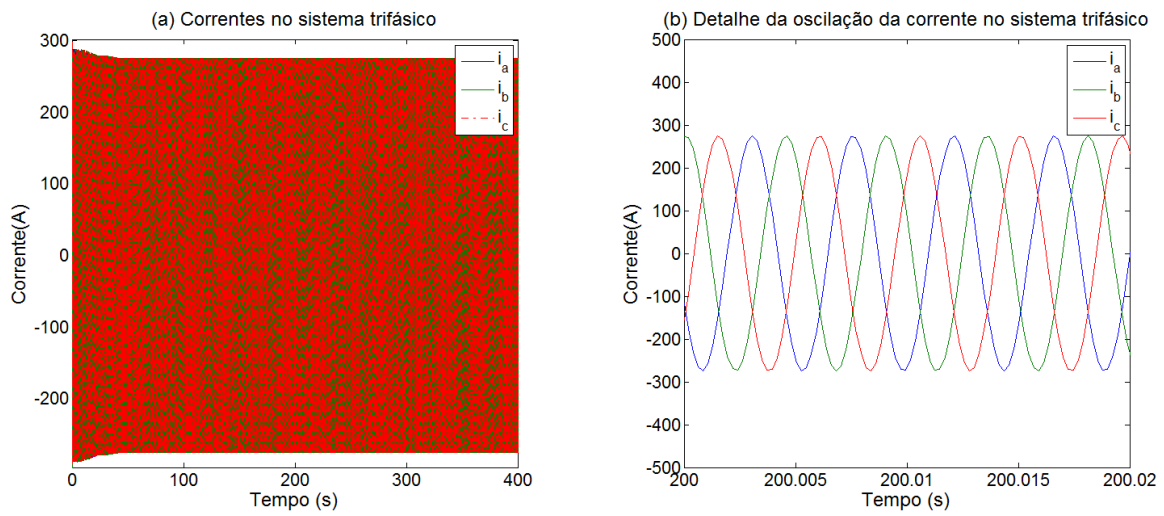 (a) Correntes no sistema trifásico
300
200
100
0
-100
-200
Corrente(A)
i_a
i_b
i_c
0
100
200
300
400
Tempo (s)
(b) Detalhe da oscilação da corrente no sistema trifásico
500
400
300
200
100
0
-100
-200
-300
-400
-500
Corrente(A)
i_a
i_b
i_c
200
200.005
200.01
200.015
200.02
Tempo (s)